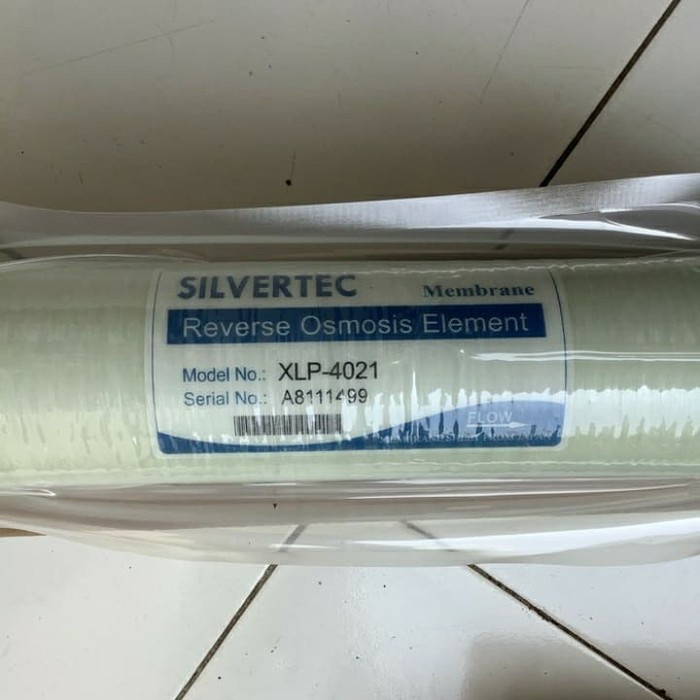 SILVERTEC Membrane
Reverse Osmosis Element
Model No.: XLP-4021
Serial No.: A8111499
FLOW